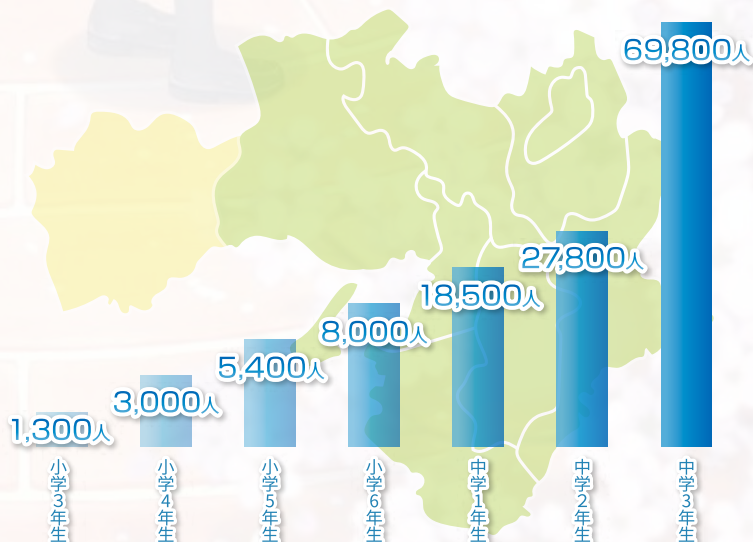 69,800人
27,800人
18,500人
8,000人
5,400人
3,000人
1,300人
小学3年生
小学4年生
小学5年生
小学6年生
中学1年生
中学2年生
中学3年生